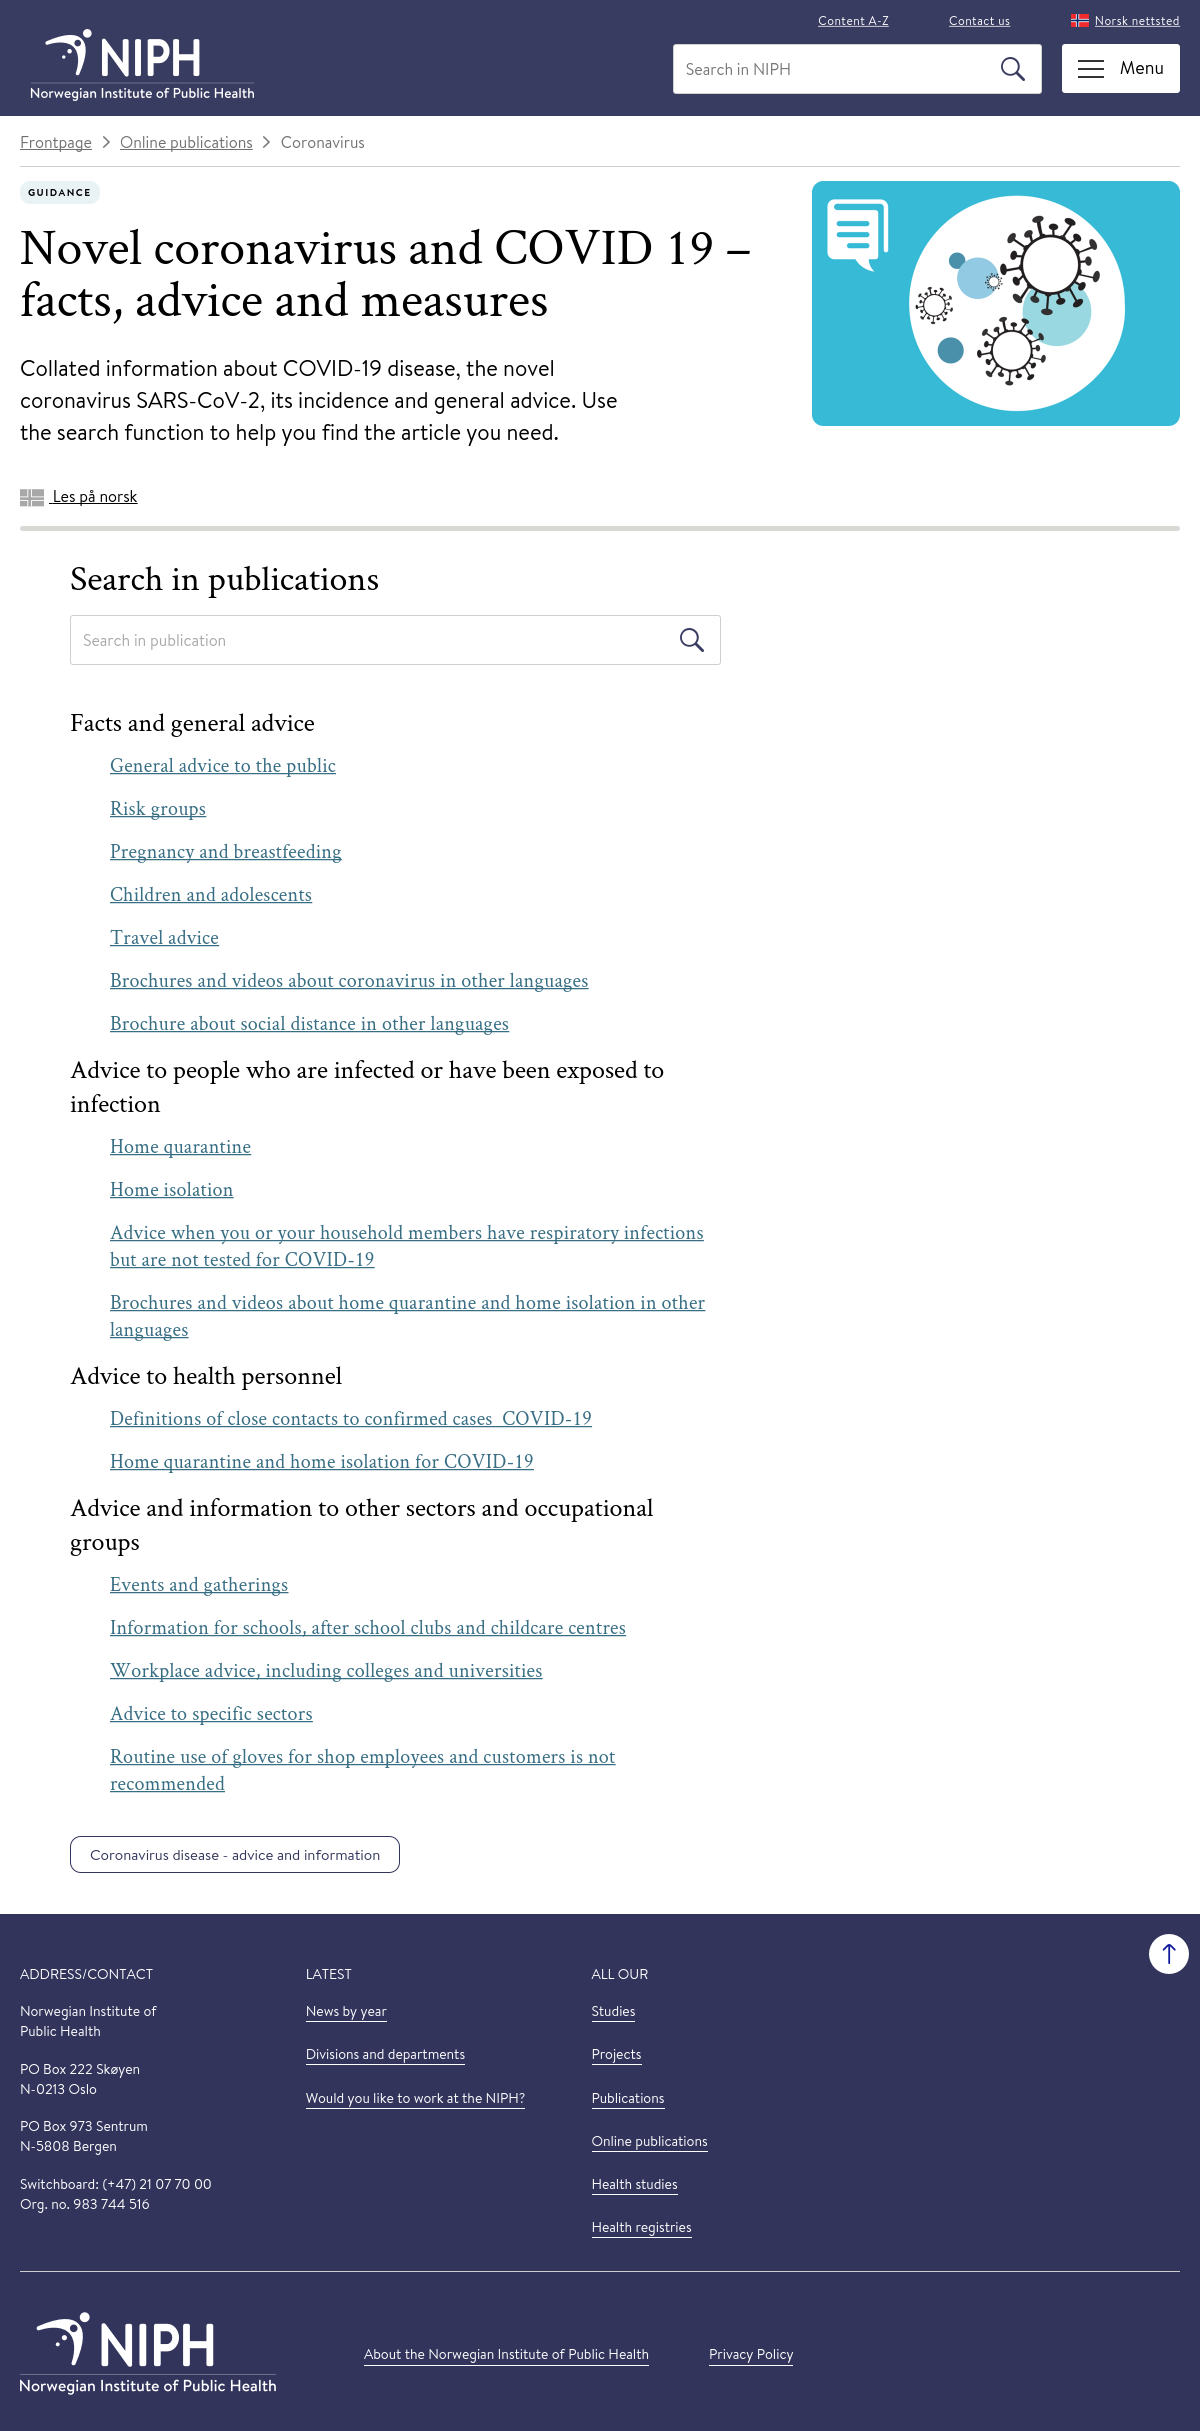 Content A-Z
Contact us
Norsk nettsted
NIPH
Norwegian Institute of Public Health
Search in NIPH
Menu
Frontpage
Online publications
Coronavirus
GUIDANCE
Novel coronavirus and COVID 19 –
facts, advice and measures
Collated information about COVID-19 disease, the novel
coronavirus SARS-CoV-2, its incidence and general advice. Use
the search function to help you find the article you need.
Les på norsk
Search in publications
Search in publication
Facts and general advice
General advice to the public
Risk groups
Pregnancy and breastfeeding
Children and adolescents
Travel advice
Brochures and videos about coronavirus in other languages
Brochure about social distance in other languages
Advice to people who are infected or have been exposed to
infection
Home quarantine
Home isolation
Advice when you or your household members have respiratory infections
but are not tested for COVID-19
Brochures and videos about home quarantine and home isolation in other
languages
Advice to health personnel
Definitions of close contacts to confirmed cases  COVID-19
Home quarantine and home isolation for COVID-19
Advice and information to other sectors and occupational
groups
Events and gatherings
Information for schools, after school clubs and childcare centres
Workplace advice, including colleges and universities
Advice to specific sectors
Routine use of gloves for shop employees and customers is not
recommended
Coronavirus disease - advice and information
ADDRESS/CONTACT
Norwegian Institute of
Public Health
PO Box 222 Skøyen
N-0213 Oslo
PO Box 973 Sentrum
N-5808 Bergen
Switchboard: (+47) 21 07 70 00
Org. no. 983 744 516
LATEST
News by year
Divisions and departments
Would you like to work at the NIPH?
ALL OUR
Studies
Projects
Publications
Online publications
Health studies
Health registries
NIPH
Norwegian Institute of Public Health
About the Norwegian Institute of Public Health
Privacy Policy